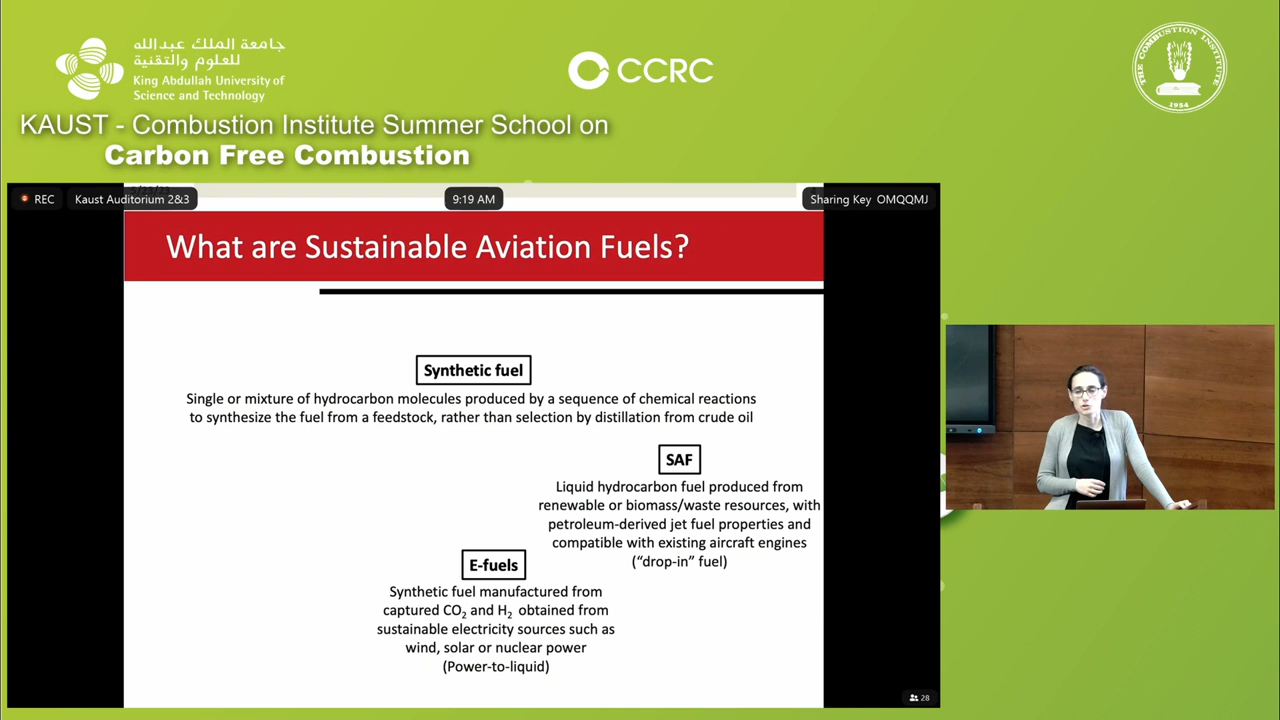 جامعة الملك عبدالله
للعلوم والتقنية
King Abdullah University of
Science and Technology
CCRC
THE COMBUSTION INSTITUTE
1954
KAUST - Combustion Institute Summer School on
Carbon Free Combustion
REC
Kaust Auditorium 2&3
9:19 AM
Sharing Key OMQQMJ
What are Sustainable Aviation Fuels?
Synthetic fuel
Single or mixture of hydrocarbon molecules produced by a sequence of chemical reactions
to synthesize the fuel from a feedstock, rather than selection by distillation from crude oil
SAF
Liquid hydrocarbon fuel produced from
renewable or biomass/waste resources, with
petroleum-derived jet fuel properties and
compatible with existing aircraft engines
(“drop-in” fuel)
E-fuels
Synthetic fuel manufactured from
captured CO₂ and H₂ obtained from
sustainable electricity sources such as
wind, solar or nuclear power
(Power-to-liquid)
28